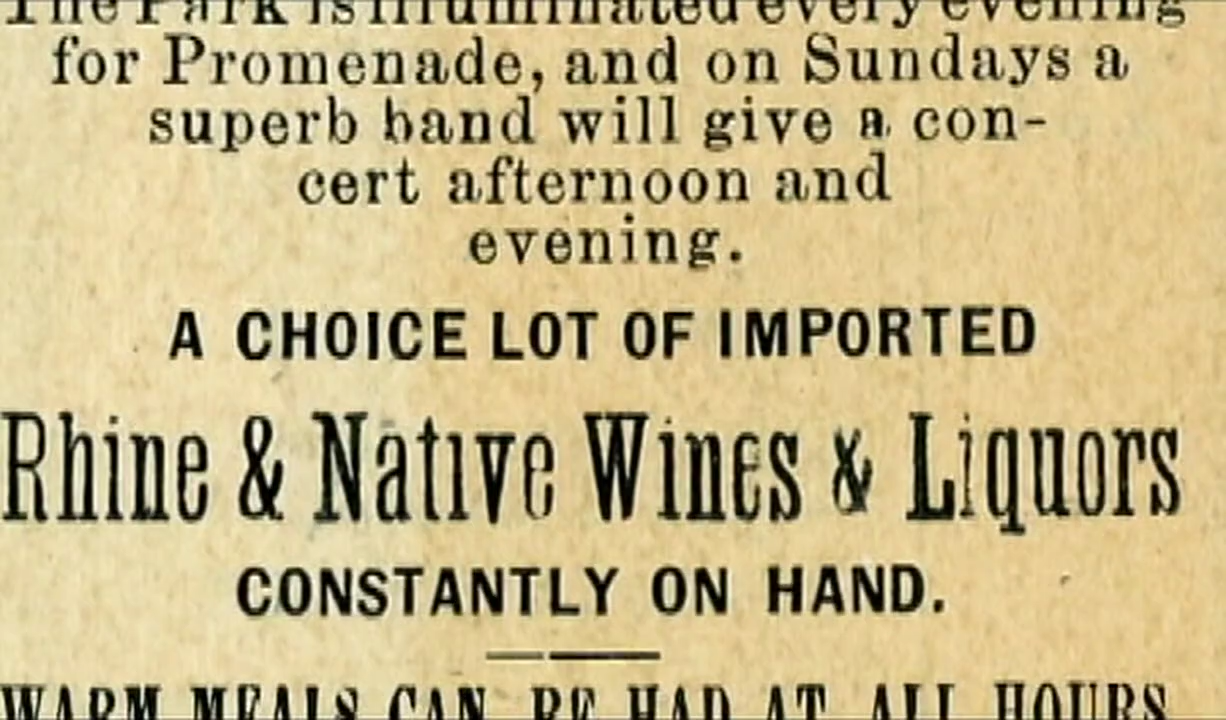 The Park is illuminated every evening
for Promenade, and on Sundays a
superb band will give a con-
cert afternoon and
evening.
A CHOICE LOT OF IMPORTED
Rhine & Native Wines & Liquors
CONSTANTLY ON HAND.
WARM MEALS CAN BE HAD AT ALL HOURS